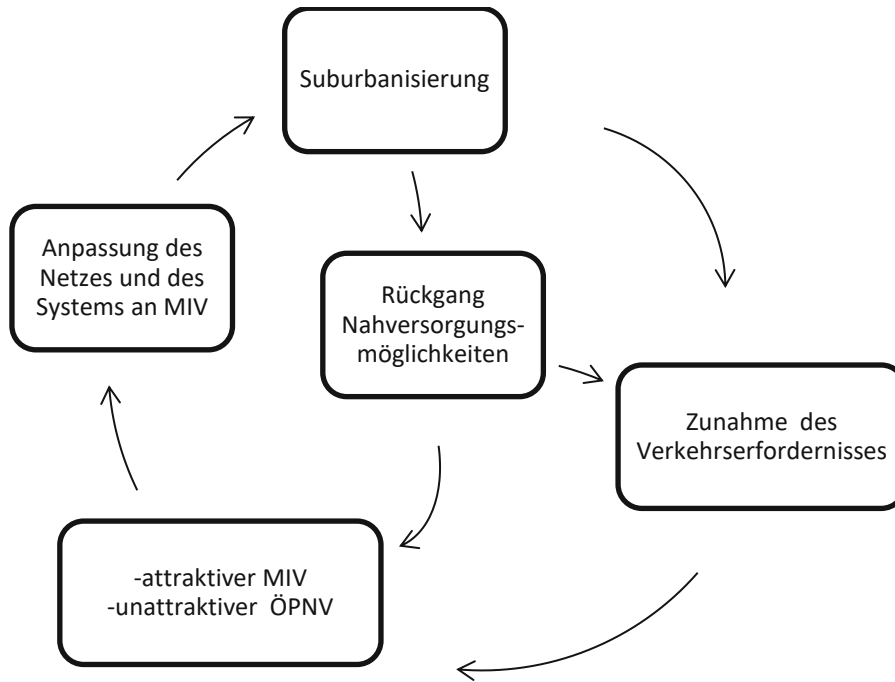 Suburbanisierung
Anpassung des
Netzes und des
Systems an MIV
Rückgang
Nahversorgungs-
möglichkeiten
Zunahme des
Verkehrserfordernisses
-attraktiver MIV
-unattraktiver ÖPNV